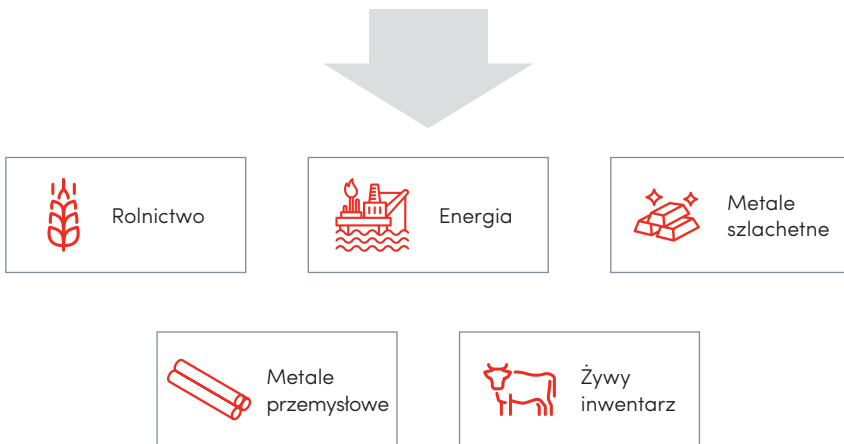 Rolnictwo
Energia
Metale
szlachetne
Metale
przemysłowe
Żywy
inwentarz